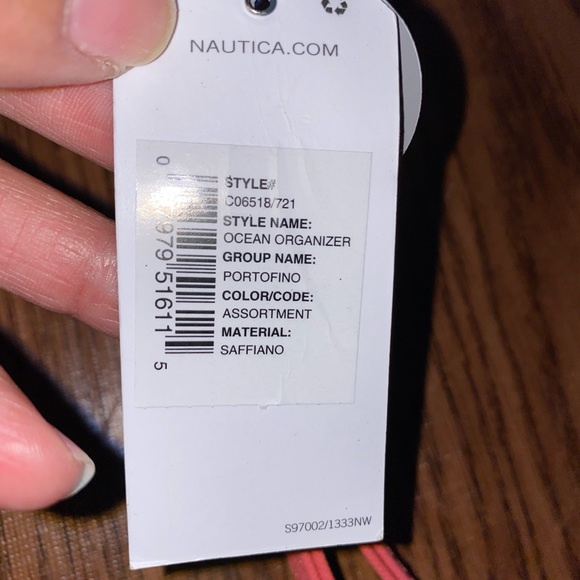 NAUTICA.COM
STYLE#
C06518/721
STYLE NAME:
OCEAN ORGANIZER
GROUP NAME:
PORTOFINO
COLOR/CODE:
ASSORTMENT
MATERIAL:
SAFFIANO
S97002/1333NW